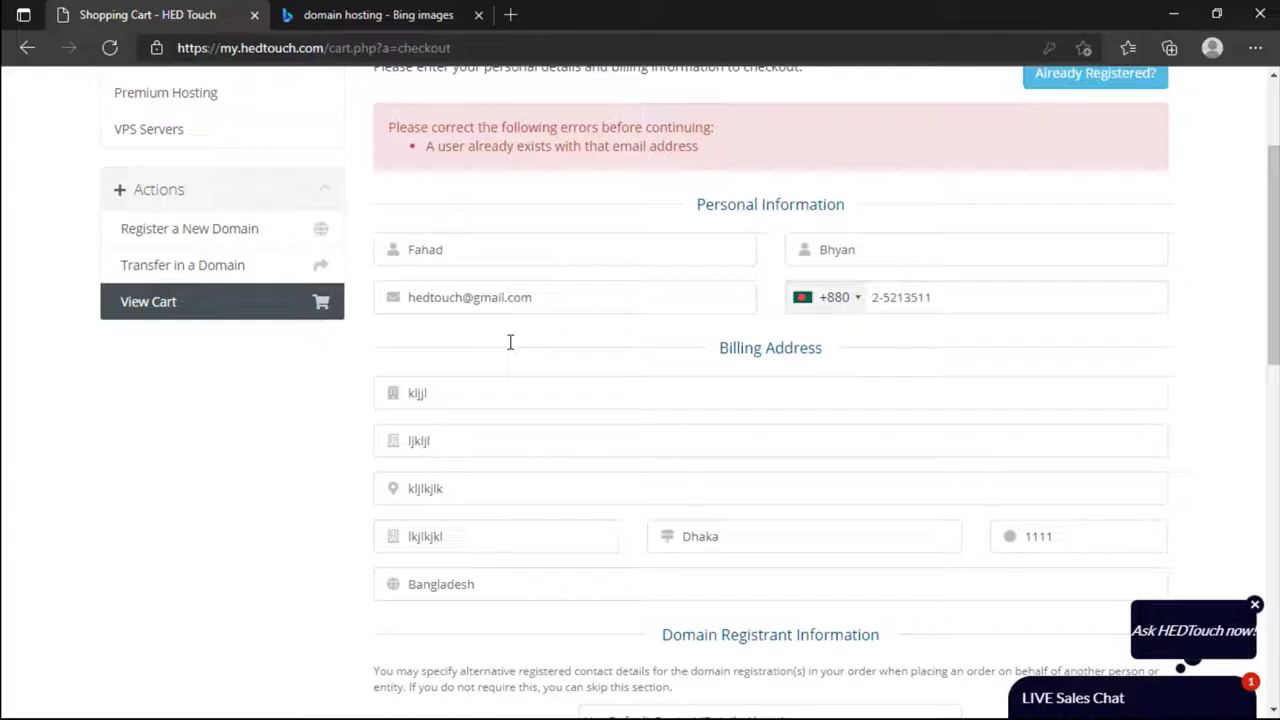 Shopping Cart - HED Touch
domain hosting - Bing images
https://my.hedtouch.com/cart.php?a=checkout
Please enter your personal details and billing information to checkout.
Already Registered?
Premium Hosting
VPS Servers
Please correct the following errors before continuing:
• A user already exists with that email address
Actions
Personal Information
Register a New Domain
Fahad
Bhyan
Transfer in a Domain
View Cart
hedtouch@gmail.com
+880
2-5213511
Billing Address
kljjl
ljkljl
kljlkjlk
lkjlkjkl
Dhaka
1111
Bangladesh
Ask HEDTouch now!
Domain Registrant Information
You may specify alternative registered contact details for the domain registration(s) in your order when placing an order on behalf of another person or
entity. If you do not require this, you can skip this section.
1
LIVE Sales Chat